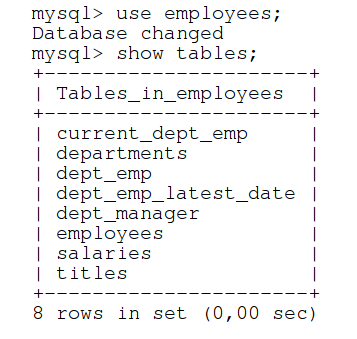 mysql> use employees;
Database changed
mysql> show tables;
+----------------------+
| Tables_in_employees  |
+----------------------+
| current_dept_emp     |
| departments          |
| dept_emp             |
| dept_emp_latest_date |
| dept_manager         |
| employees            |
| salaries             |
| titles               |
+----------------------+
8 rows in set (0,00 sec)